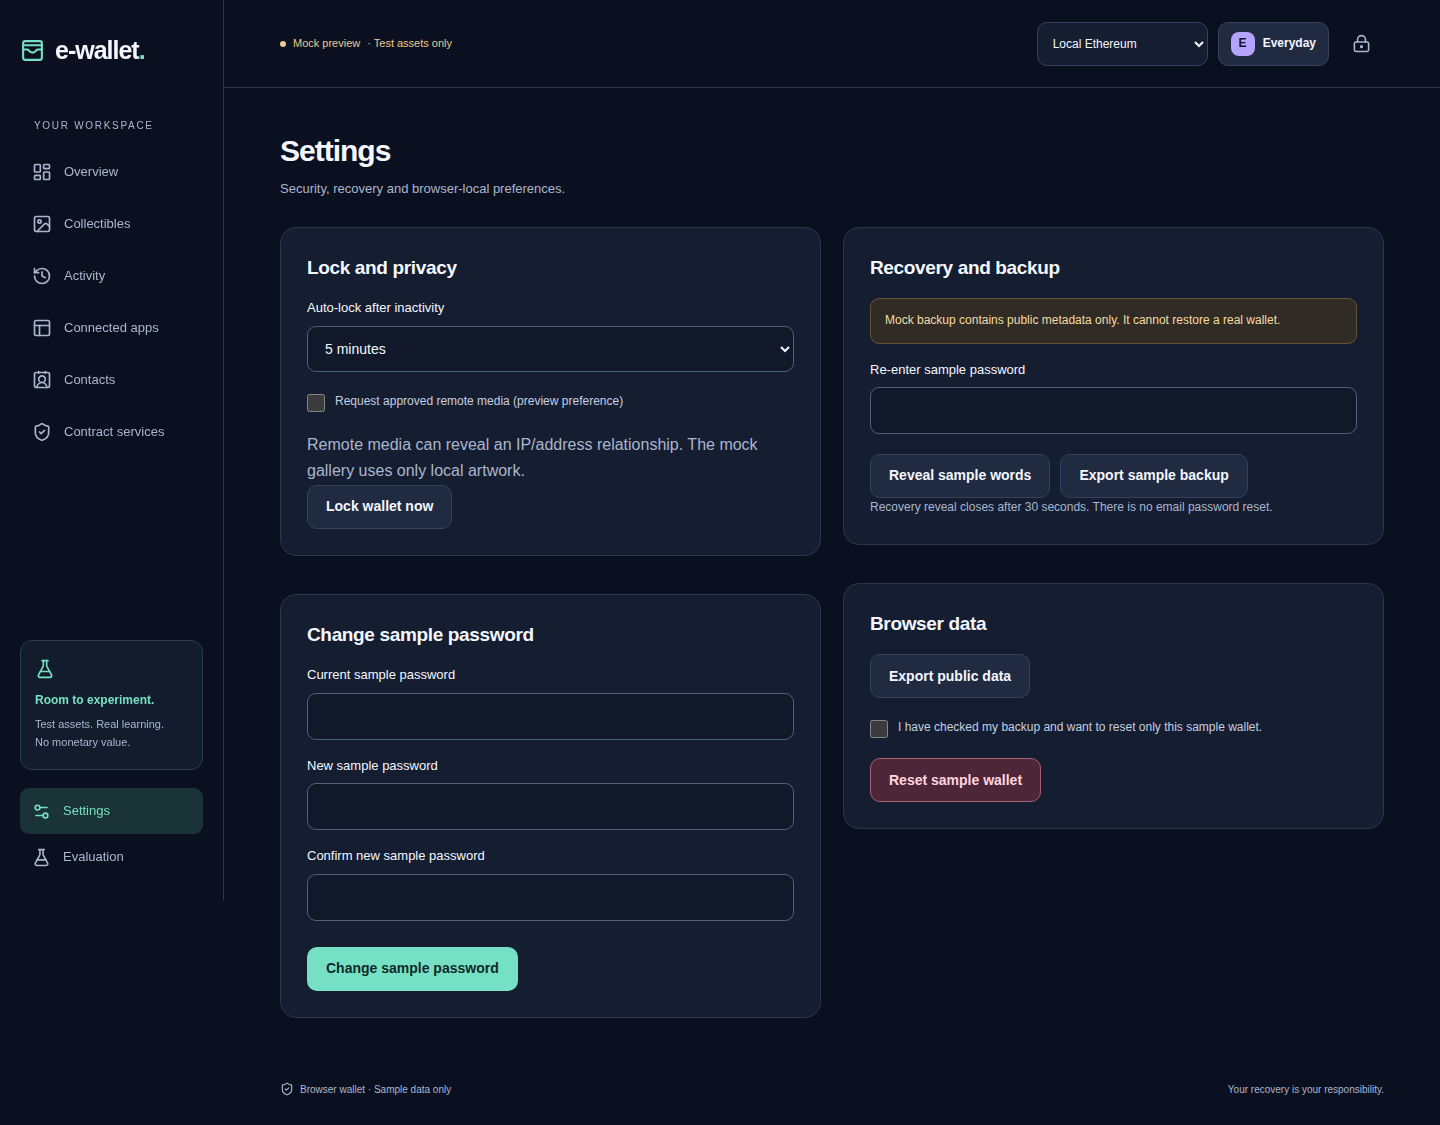 e-wallet.
YOUR WORKSPACE
Overview
Collectibles
Activity
Connected apps
Contacts
Contract services
Room to experiment.
Test assets. Real learning.
No monetary value.
Settings
Evaluation
Mock preview · Test assets only
Local Ethereum
E Everyday
Settings
Security, recovery and browser-local preferences.
Lock and privacy
Auto-lock after inactivity
5 minutes
Request approved remote media (preview preference)
Remote media can reveal an IP/address relationship. The mock
gallery uses only local artwork.
Lock wallet now
Change sample password
Current sample password
New sample password
Confirm new sample password
Change sample password
Recovery and backup
Mock backup contains public metadata only. It cannot restore a real wallet.
Re-enter sample password
Reveal sample words
Export sample backup
Recovery reveal closes after 30 seconds. There is no email password reset.
Browser data
Export public data
I have checked my backup and want to reset only this sample wallet.
Reset sample wallet
Browser wallet · Sample data only
Your recovery is your responsibility.